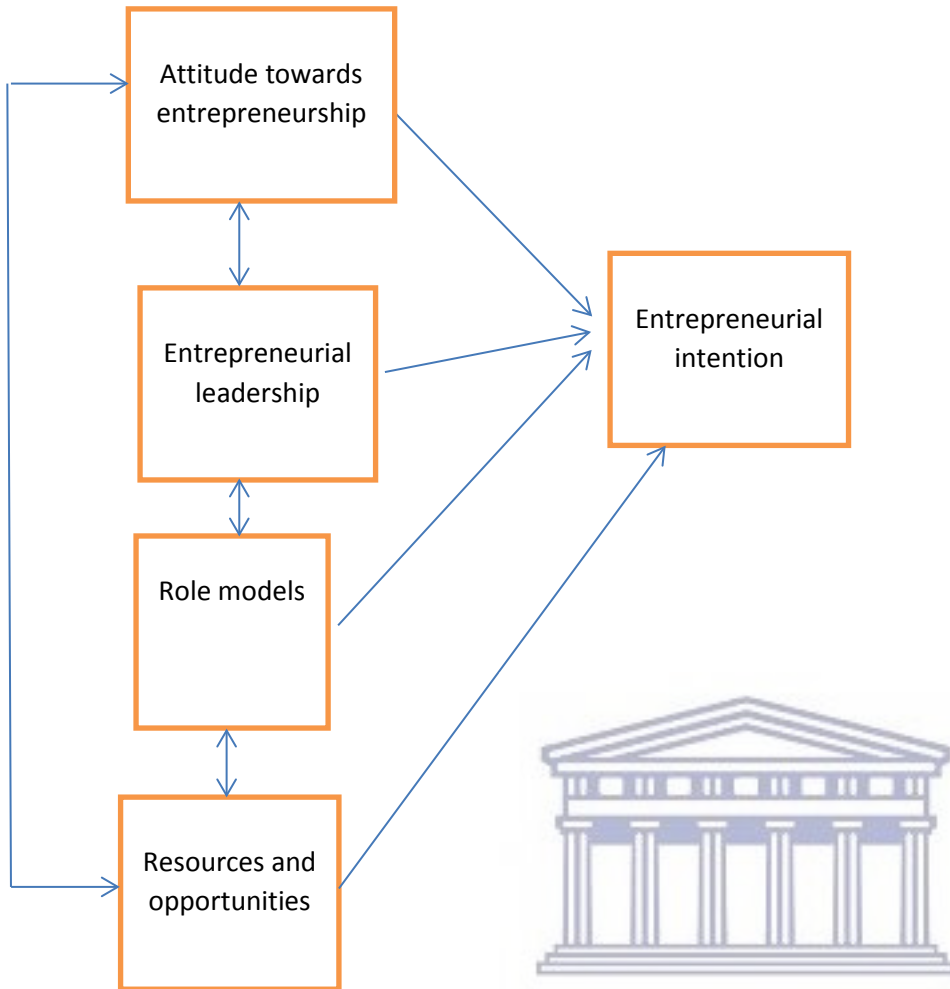 Attitude towards
entrepreneurship
Entrepreneurial
leadership
Entrepreneurial
intention
Role models
Resources and
opportunities